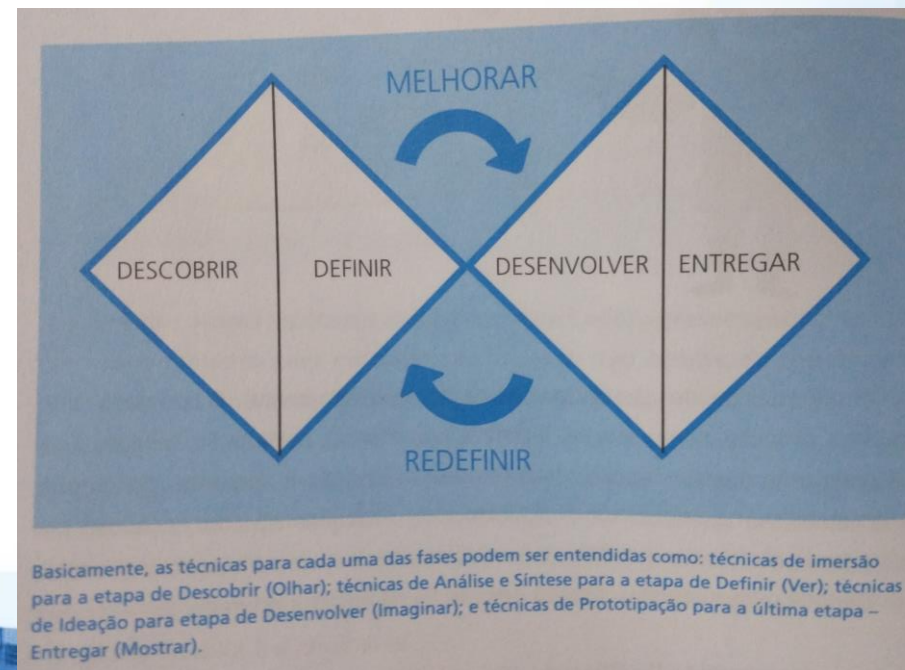 MELHORAR
DESCOBRIR
DEFINIR
DESENVOLVER
ENTREGAR
REDEFINIR
Basicamente, as técnicas para cada uma das fases podem ser entendidas como: técnicas de imersão
para a etapa de Descobrir (Olhar); técnicas de Análise e Síntese para a etapa de Definir (Ver); técnicas
de Ideação para etapa de Desenvolver (Imaginar); e técnicas de Prototipação para a última etapa –
Entregar (Mostrar).